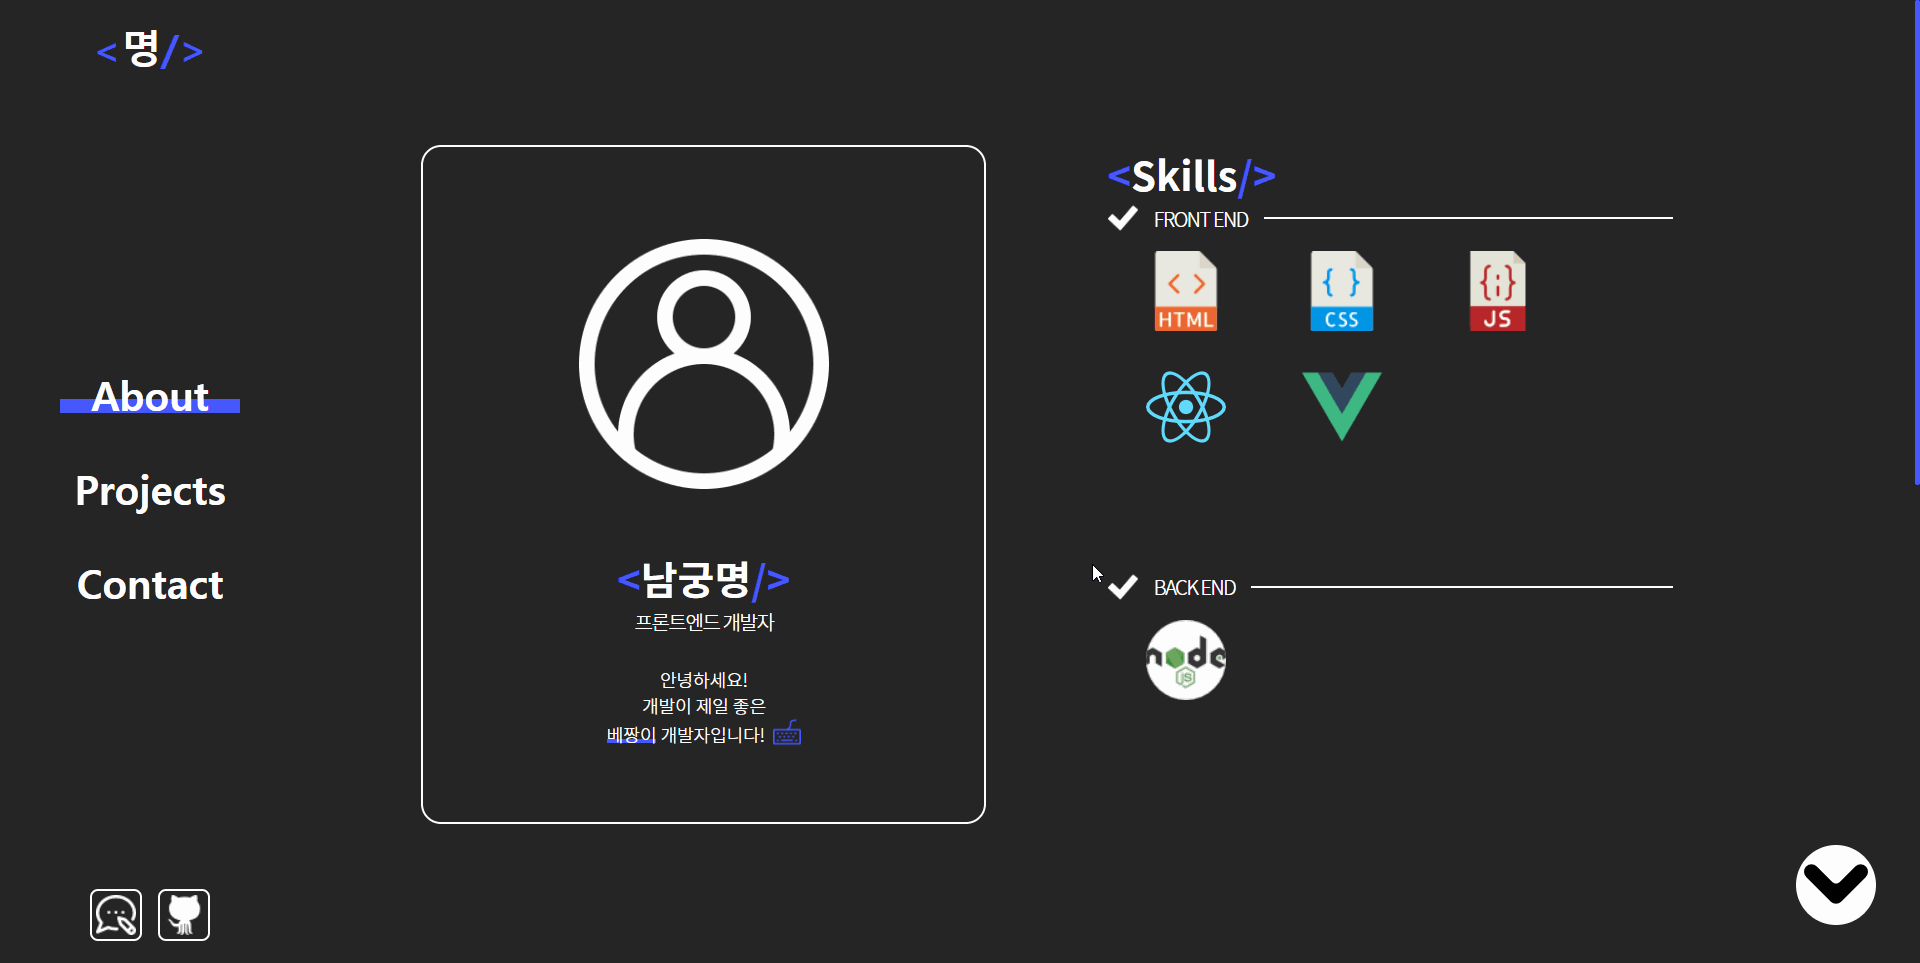 <명/>
About
Projects
Contact
<남궁명/>
프론트엔드 개발자
안녕하세요!
개발이 제일 좋은
베짱이 개발자입니다!
<Skills/>
FRONT END
< >
HTML
{ }
CSS
{;}
JS
BACK END
node
JS